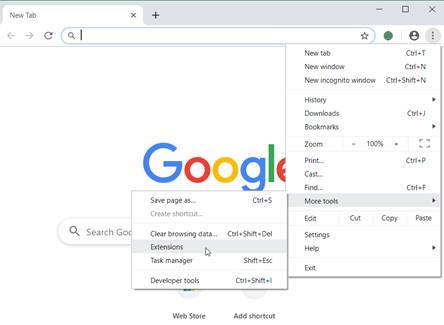 New Tab
New tab Ctrl+T
New window Ctrl+N
New incognito window Ctrl+Shift+N
History
Downloads Ctrl+J
Bookmarks
Zoom - 100% +
Print... Ctrl+P
Cast...
Find... Ctrl+F
More tools
Edit Cut Copy Paste
Settings
Help
Exit
Google
Save page as... Ctrl+S
Create shortcut...
Clear browsing data... Ctrl+Shift+Del
Extensions
Task manager Shift+Esc
Developer tools Ctrl+Shift+I
Search Goo
Web Store Add shortcut